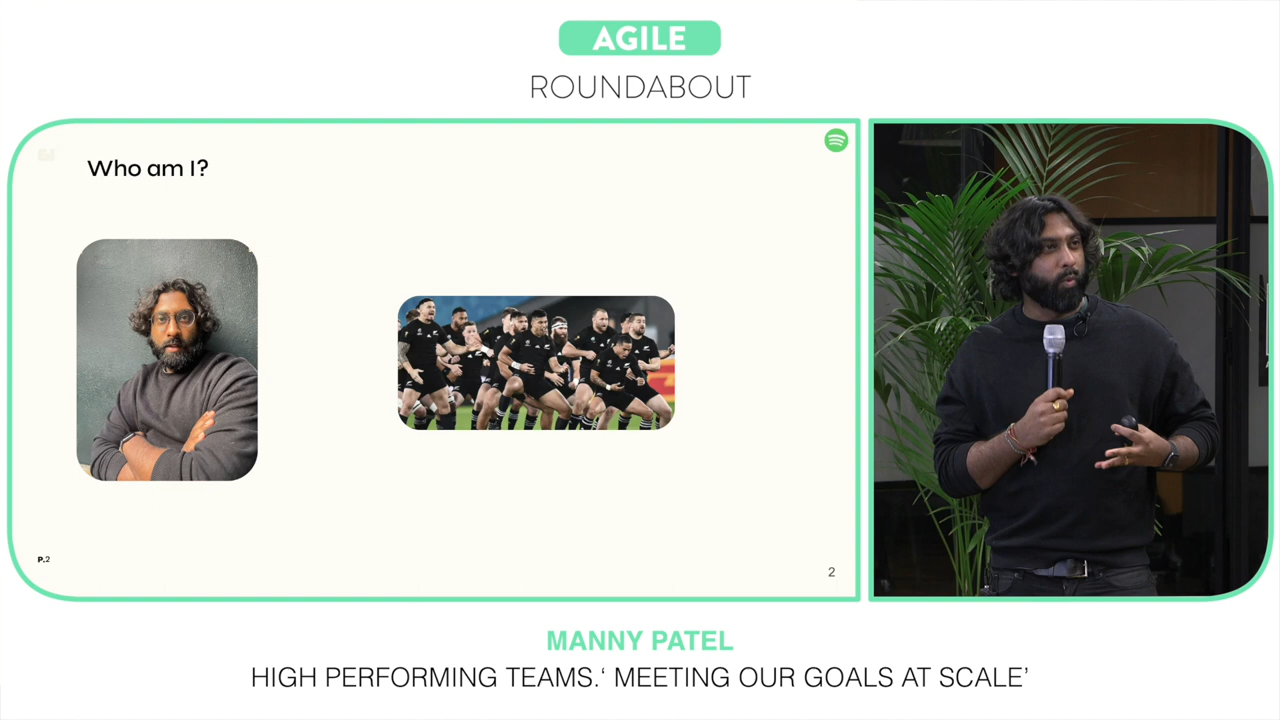 AGILE
ROUNDABOUT
Who am I?
P.2
2
MANNY PATEL
HIGH PERFORMING TEAMS.‘ MEETING OUR GOALS AT SCALE’